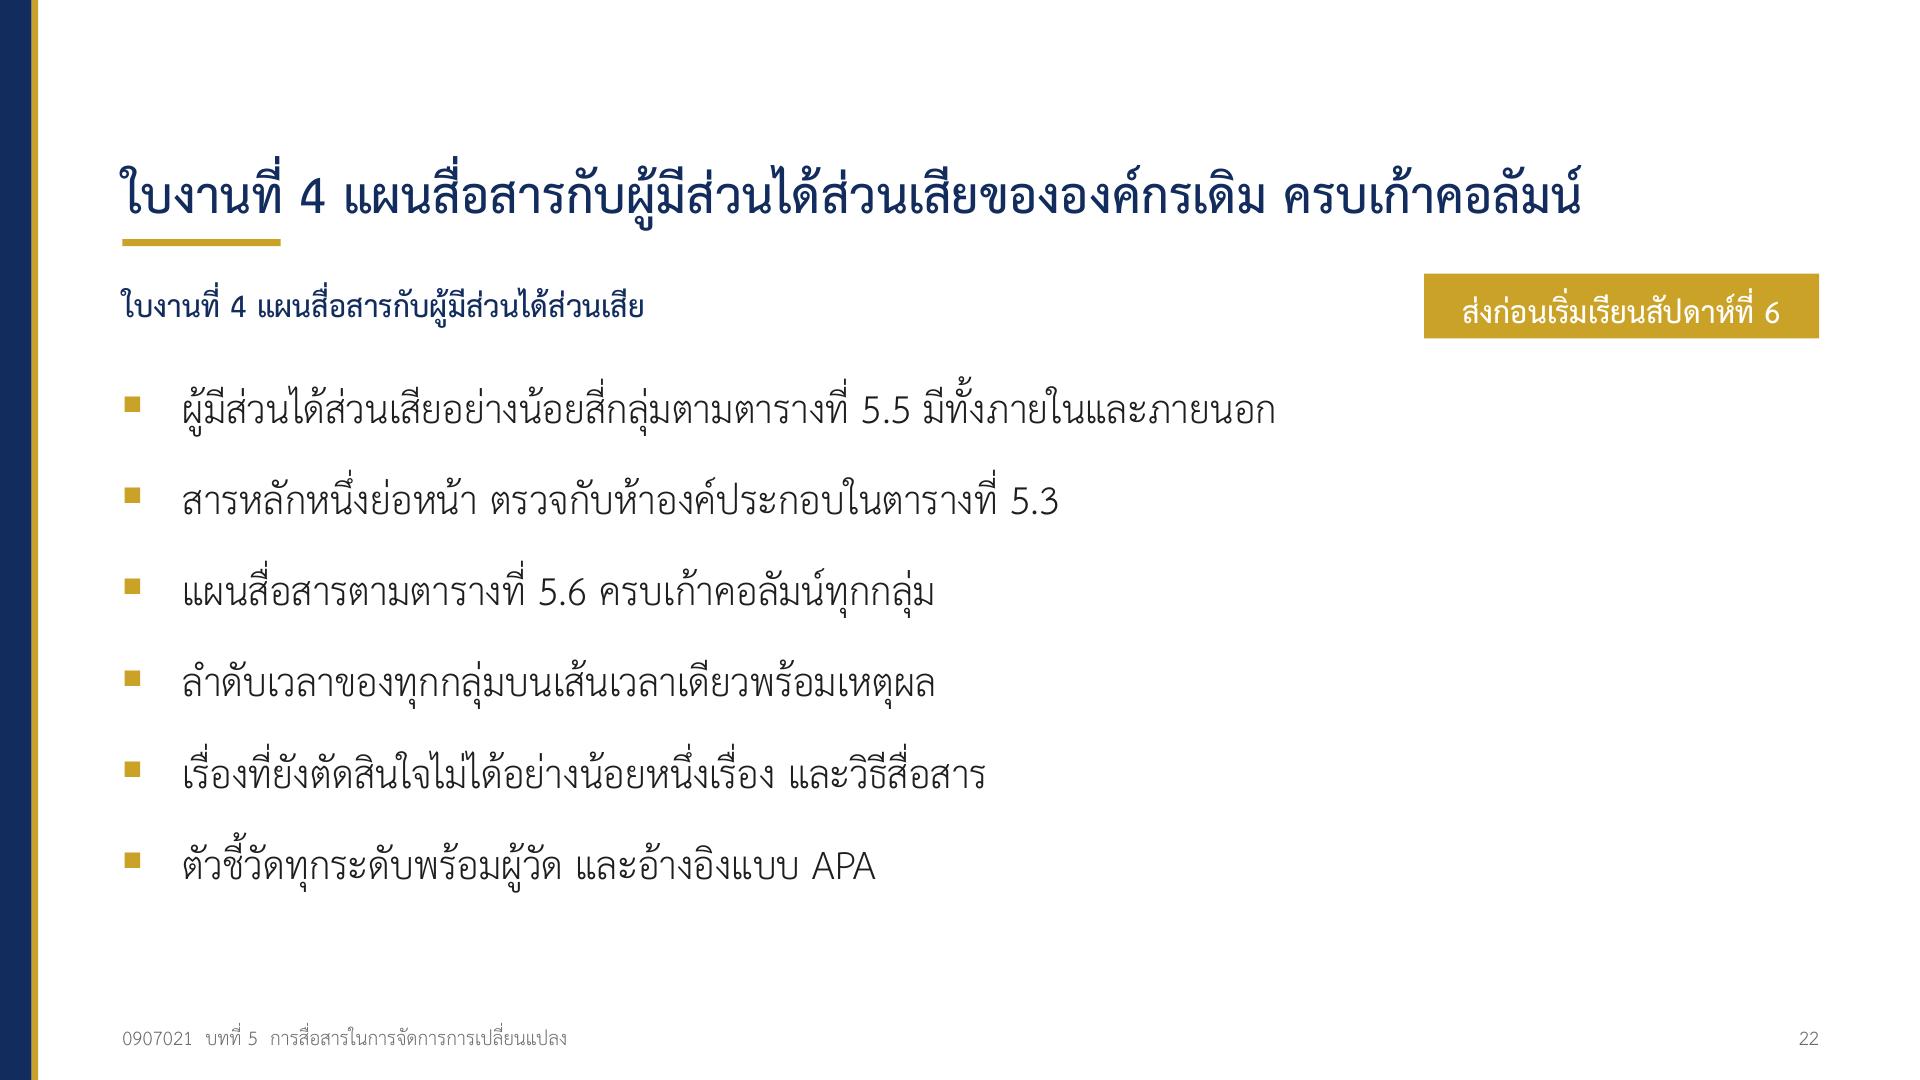 ใบงานที่ 4 แผนสื่อสารกับผู้มีส่วนได้ส่วนเสียขององค์กรเดิม ครบเก้าคอลัมน์
ใบงานที่ 4 แผนสื่อสารกับผู้มีส่วนได้ส่วนเสีย
ส่งก่อนเริ่มเรียนสัปดาห์ที่ 6
ผู้มีส่วนได้ส่วนเสียอย่างน้อยสี่กลุ่มตามตารางที่ 5.5 มีทั้งภายในและภายนอก
สารหลักหนึ่งย่อหน้า ตรวจกับห้าองค์ประกอบในตารางที่ 5.3
แผนสื่อสารตามตารางที่ 5.6 ครบเก้าคอลัมน์ทุกกลุ่ม
ลำดับเวลาของทุกกลุ่มบนเส้นเวลาเดียวพร้อมเหตุผล
เรื่องที่ยังตัดสินใจไม่ได้อย่างน้อยหนึ่งเรื่อง และวิธีสื่อสาร
ตัวชี้วัดทุกระดับพร้อมผู้วัด และอ้างอิงแบบ APA
0907021 บทที่ 5 การสื่อสารในการจัดการการเปลี่ยนแปลง
22